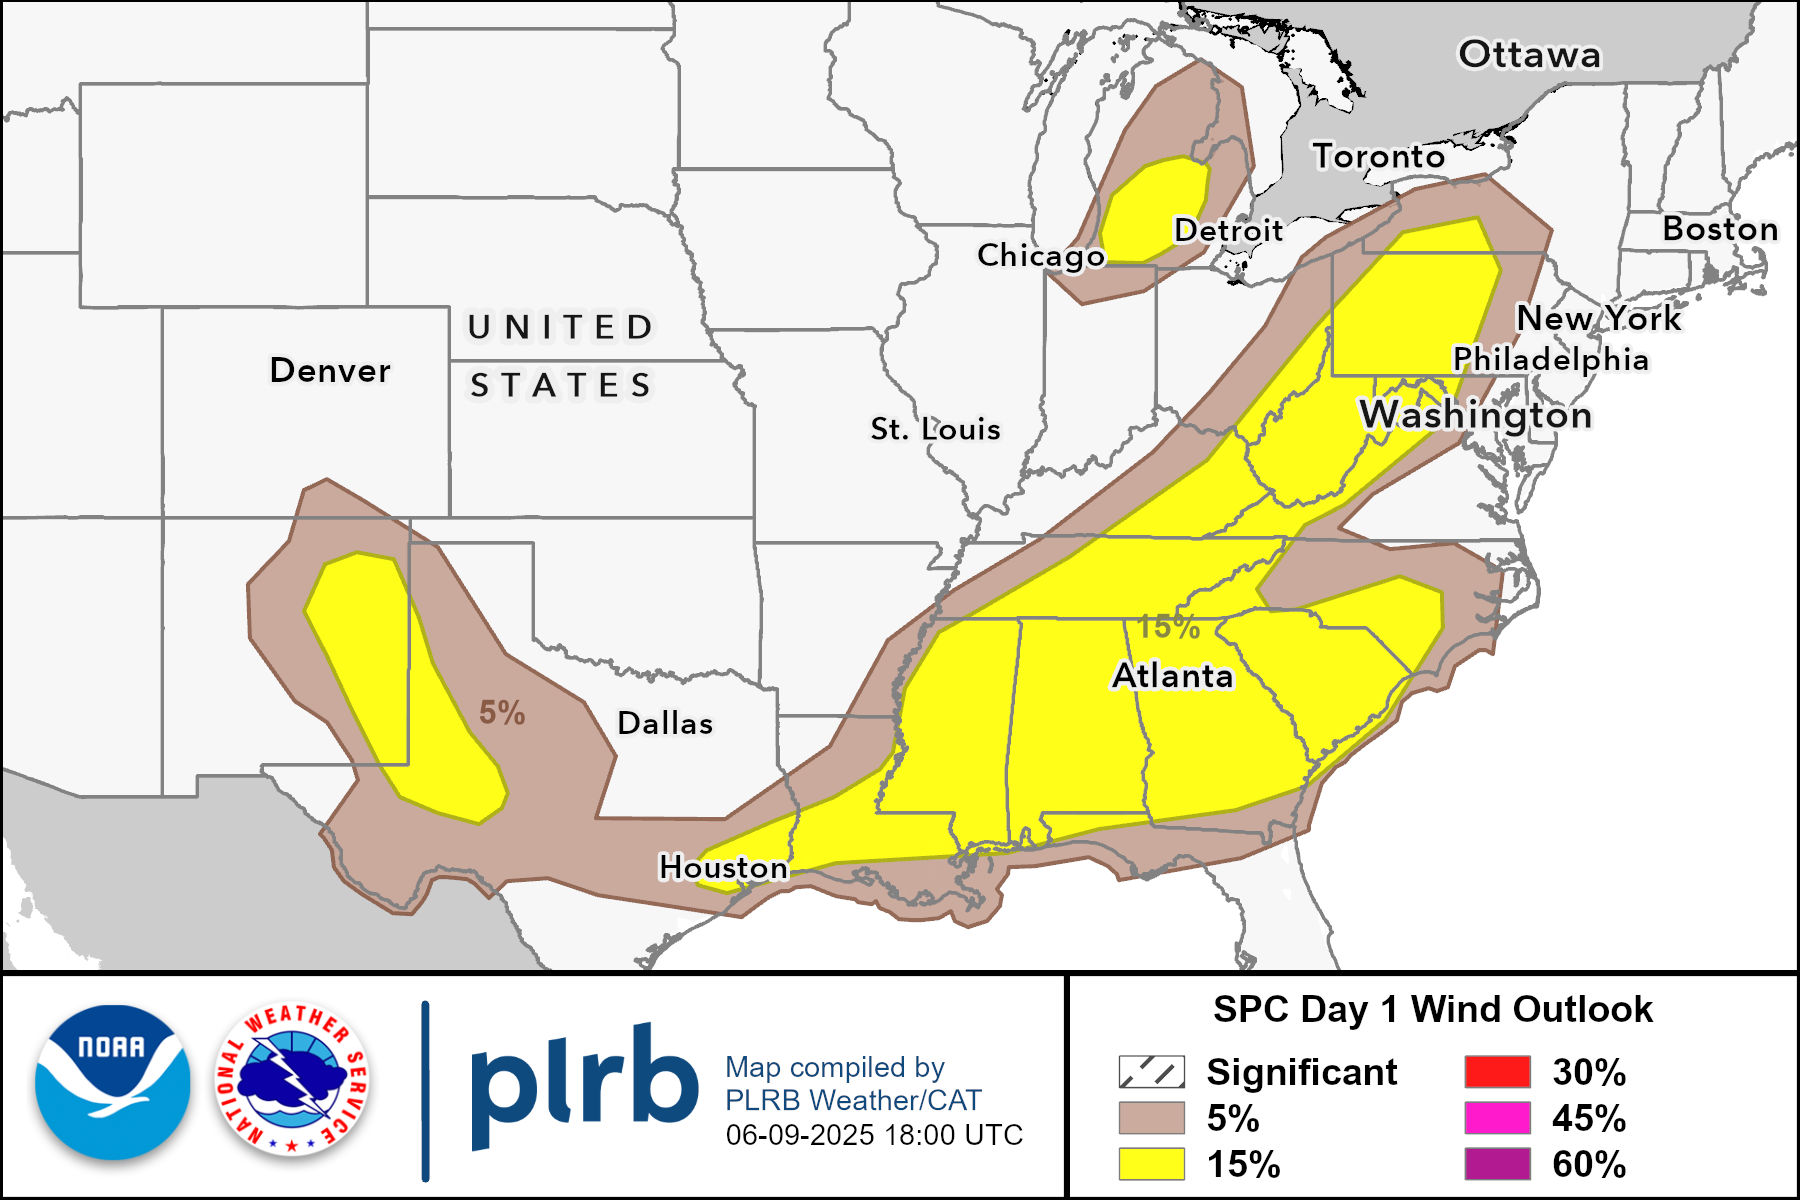 Ottawa
Toronto
Boston
Detroit
Chicago
New York
UNITED
Philadelphia
Denver
STATES
Washington
St. Louis
15%
Atlanta
5%
Dallas
Houston
NOAA
NATIONAL WEATHER SERVICE
plrb
Map compiled by
PLRB Weather/CAT
06-09-2025 18:00 UTC
SPC Day 1 Wind Outlook
Significant
5%
15%
30%
45%
60%